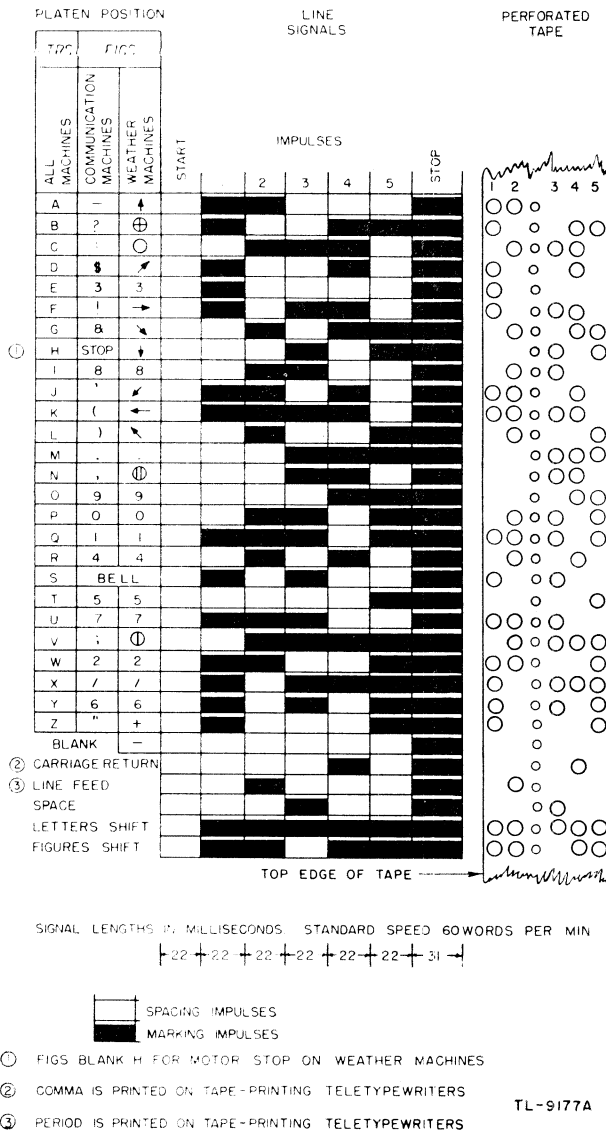 PLATEN POSITION LINE SIGNALS PERFORATED TAPE
TRS FIGS
ALL MACHINES COMMUNICATION MACHINES WEATHER MACHINES START IMPULSES STOP
2 3 4 5 1 2 3 4 5
A – ↑
B ? ⊕
C : ○
D $ ↗
E 3 3
F ! →
G & ↘
① H STOP ↓
I 8 8
J ' ↙
K ( ←
L ) ↖
M . .
N ,
O 9 9
P 0 0
Q 1 1
R 4 4
S BELL
T 5 5
U 7 7
V ;
W 2 2
X / /
Y 6 6
Z " +
BLANK –
② CARRIAGE RETURN
③ LINE FEED
SPACE
LETTERS SHIFT
FIGURES SHIFT
TOP EDGE OF TAPE
SIGNAL LENGTHS IN MILLISECONDS. STANDARD SPEED 60 WORDS PER MIN
22 22 22 22 22 22 31
SPACING IMPULSES
MARKING IMPULSES
① FIGS BLANK H FOR MOTOR STOP ON WEATHER MACHINES
② COMMA IS PRINTED ON TAPE-PRINTING TELETYPEWRITERS
TL-9177A
③ PERIOD IS PRINTED ON TAPE-PRINTING TELETYPEWRITERS